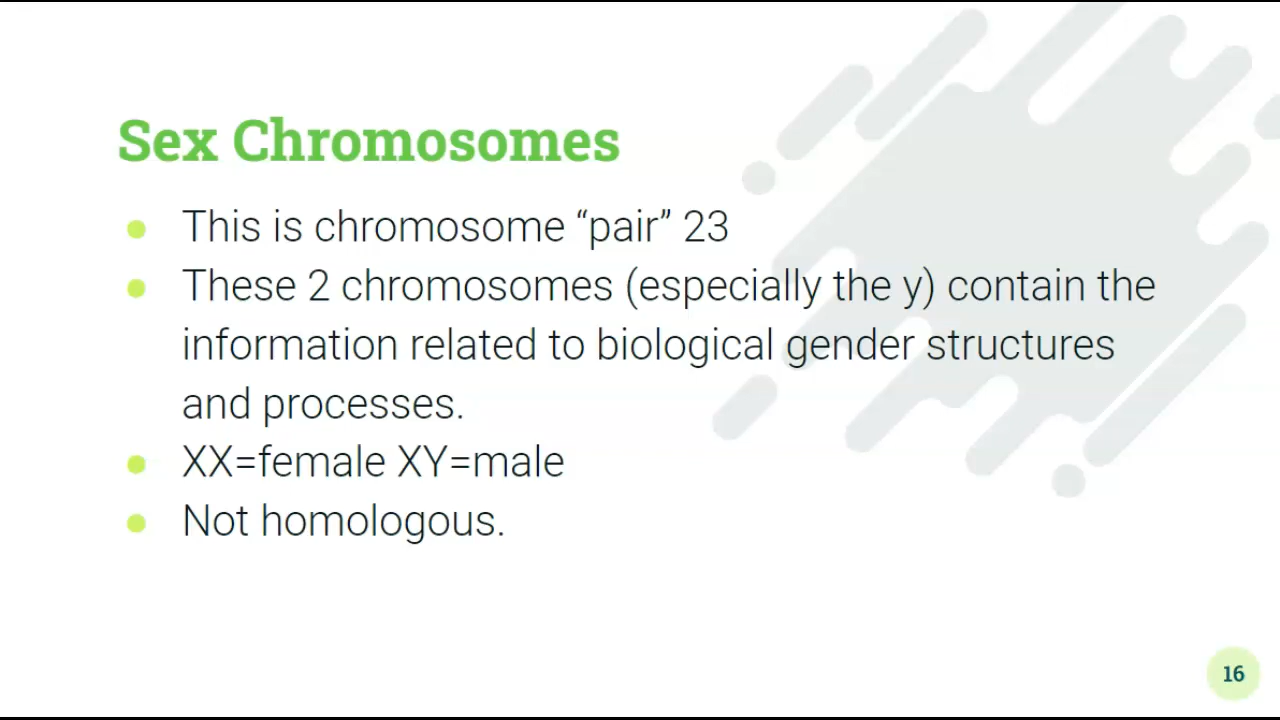 Sex Chromosomes
This is chromosome “pair” 23
These 2 chromosomes (especially the y) contain the
information related to biological gender structures
and processes.
XX=female XY=male
Not homologous.
16